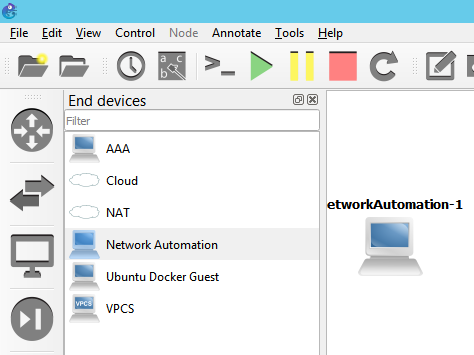 File Edit View Control Node Annotate Tools Help
a b c
>_
End devices
Filter
AAA
Cloud
NAT
Network Automation
Ubuntu Docker Guest
VPCS
VPCS
etworkAutomation-1